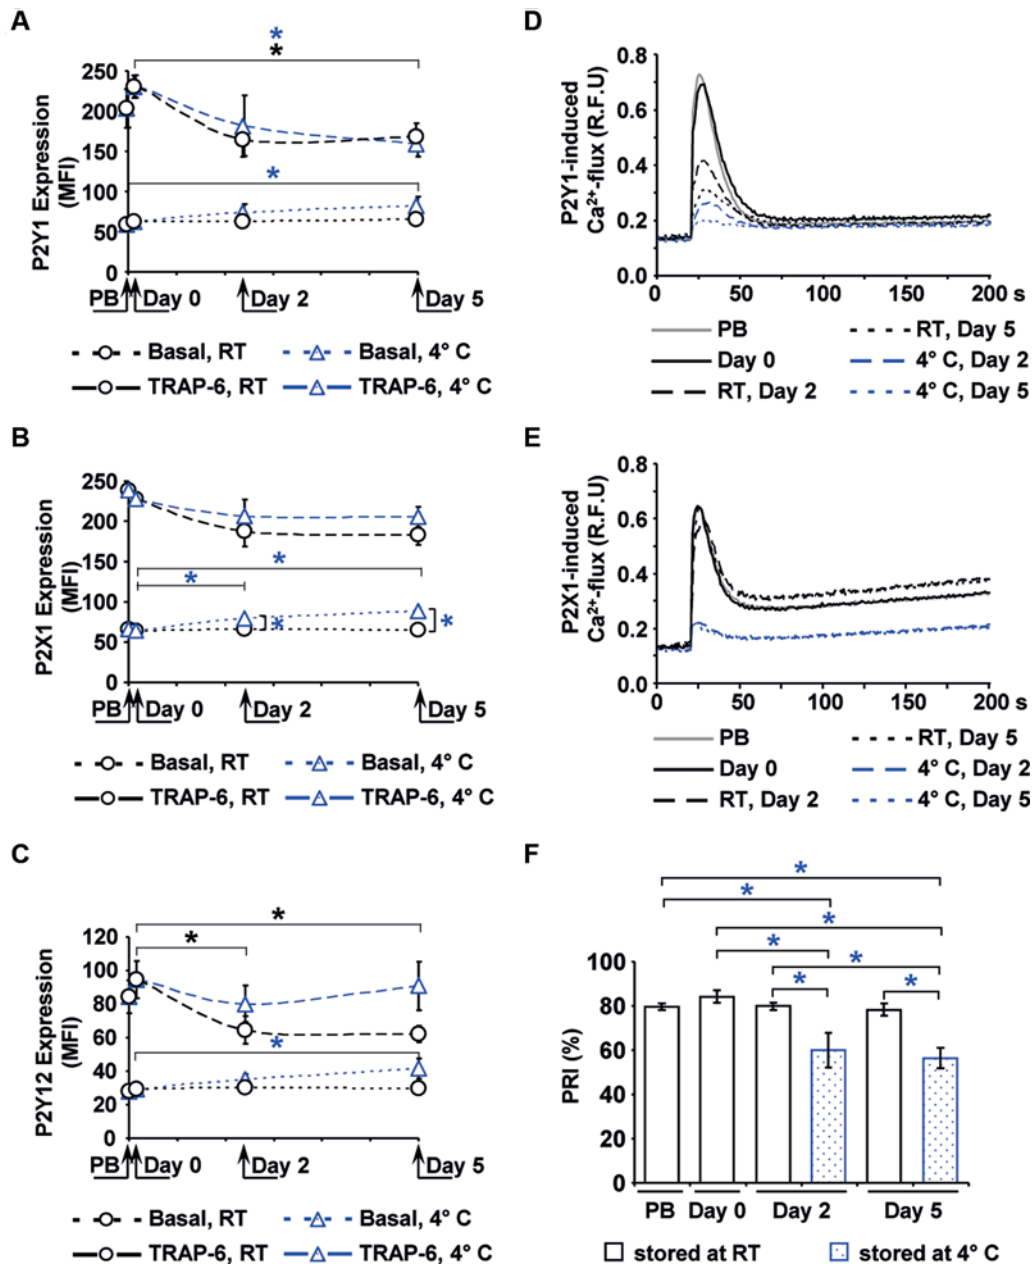 A
*
*
250
200
150
100
50
0
P2Y1 Expression
(MFI)
*
PB Day 0 Day 2 Day 5
Basal, RT Basal, 4° C
TRAP-6, RT TRAP-6, 4° C
B
250
200
150
100
50
0
P2X1 Expression
(MFI)
*
*
* *
PB Day 0 Day 2 Day 5
Basal, RT Basal, 4° C
TRAP-6, RT TRAP-6, 4° C
C
120
100
80
60
40
20
0
P2Y12 Expression
(MFI)
*
*
*
PB Day 0 Day 2 Day 5
Basal, RT Basal, 4° C
TRAP-6, RT TRAP-6, 4° C
D
0.8
0.6
0.4
0.2
0.0
P2Y1-induced
Ca²⁺-flux (R.F.U)
0 50 100 150 200 s
PB RT, Day 5
Day 0 4° C, Day 2
RT, Day 2 4° C, Day 5
E
0.8
0.6
0.4
0.2
0.0
P2X1-induced
Ca²⁺-flux (R.F.U)
0 50 100 150 200 s
PB RT, Day 5
Day 0 4° C, Day 2
RT, Day 2 4° C, Day 5
F
*
*
*
*
*
* *
100
80
60
40
20
0
PRI (%)
PB Day 0 Day 2 Day 5
stored at RT stored at 4° C